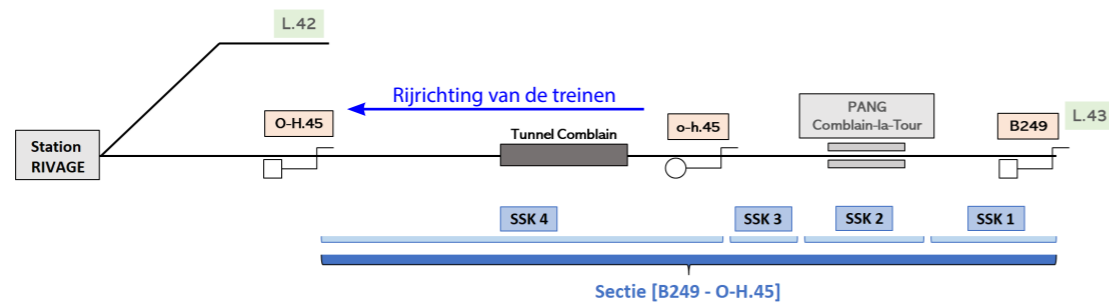 L.42
Rijrichting van de treinen
O-H.45
Tunnel Comblain
o-h.45
PANG
Comblain-la-Tour
B249
L.43
Station
RIVAGE
SSK 4
SSK 3
SSK 2
SSK 1
Sectie [B249 - O-H.45]